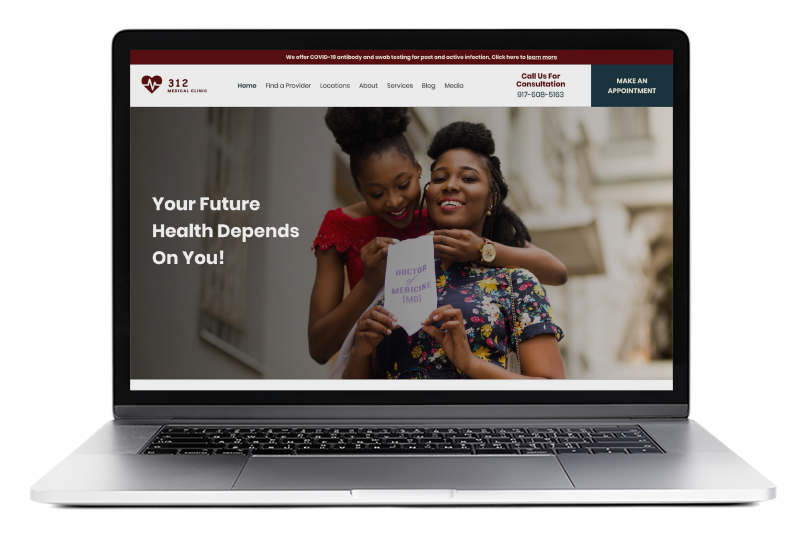 We offer COVID-19 antibody and swab testing for past and active infection, Click here to learn more
312
MEDICAL CLINIC
Home Find a Provider Locations About Services Blog Media
Call Us For
Consultation
917-608-5163
MAKE AN
APPOINTMENT
Your Future
Health Depends
On You!
DOCTOR
of
MEDICINE
[MD]